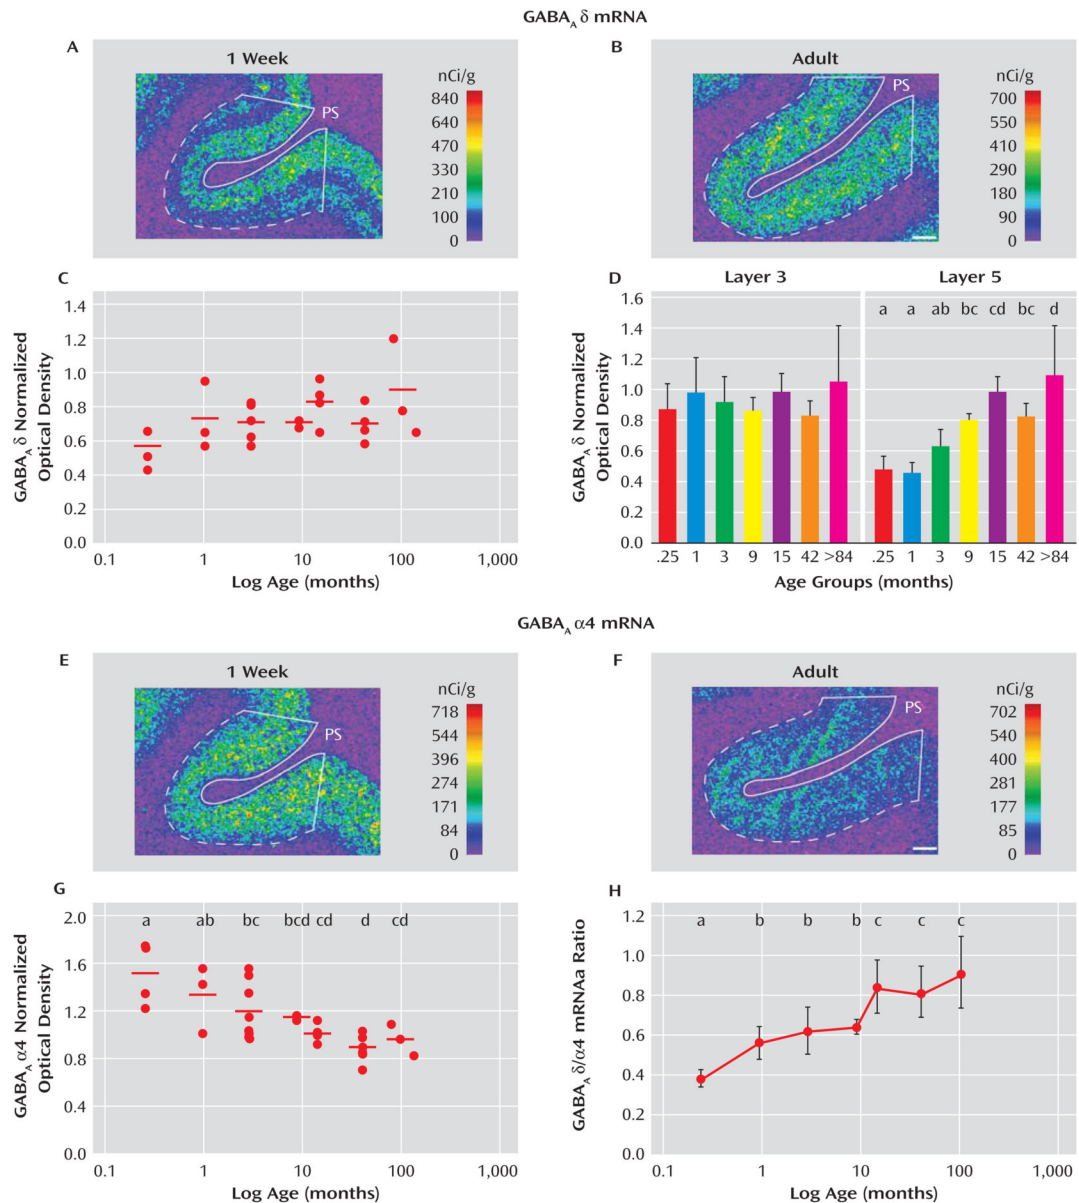 GABA_A δ mRNA
A
1 Week
nCi/g
840
640
470
330
210
100
0
PS
B
Adult
nCi/g
700
550
410
290
180
90
0
PS
C
GABA_A δ Normalized
Optical Density
1.4
1.2
1.0
0.8
0.6
0.4
0.2
0.0
0.1 1 10 100 1,000
Log Age (months)
D
Layer 3 Layer 5
GABA_A δ Normalized
Optical Density
1.6
1.4
1.2
1.0
0.8
0.6
0.4
0.2
0.0
a a ab bc cd bc d
.25 1 3 9 15 42 >84 .25 1 3 9 15 42 >84
Age Groups (months)
GABA_A α4 mRNA
E
1 Week
nCi/g
718
544
396
274
171
84
0
PS
F
Adult
nCi/g
702
540
400
281
177
85
0
PS
G
GABA_A α4 Normalized
Optical Density
2.0
1.6
1.2
0.8
0.4
0.0
a ab bc bcd cd d cd
0.1 1 10 100 1,000
Log Age (months)
H
GABA_A δ/α4 mRNAa Ratio
1.2
1.0
0.8
0.6
0.4
0.2
0.0
a b b b c c c
0.1 1 10 100 1,000
Log Age (months)